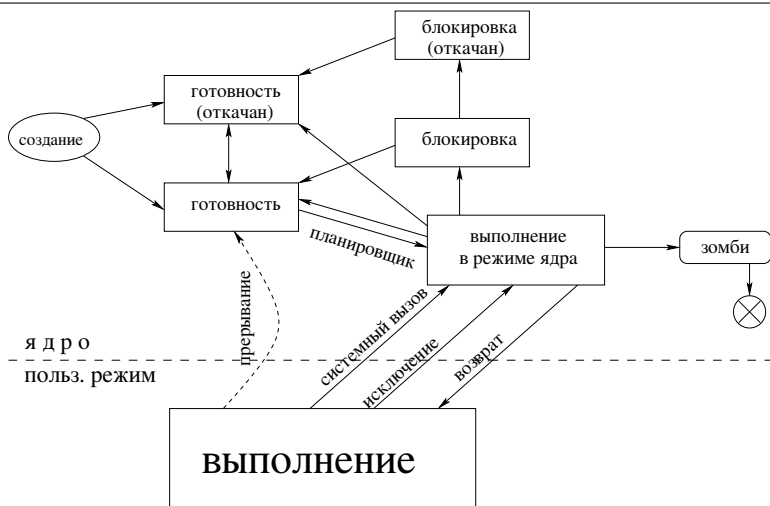 блокировка
(откачан)
готовность
(откачан)
создание
блокировка
готовность
планировщик
выполнение
в режиме ядра
зомби
прерывание
системный вызов
исключение
возврат
я д р о
польз. режим
выполнение